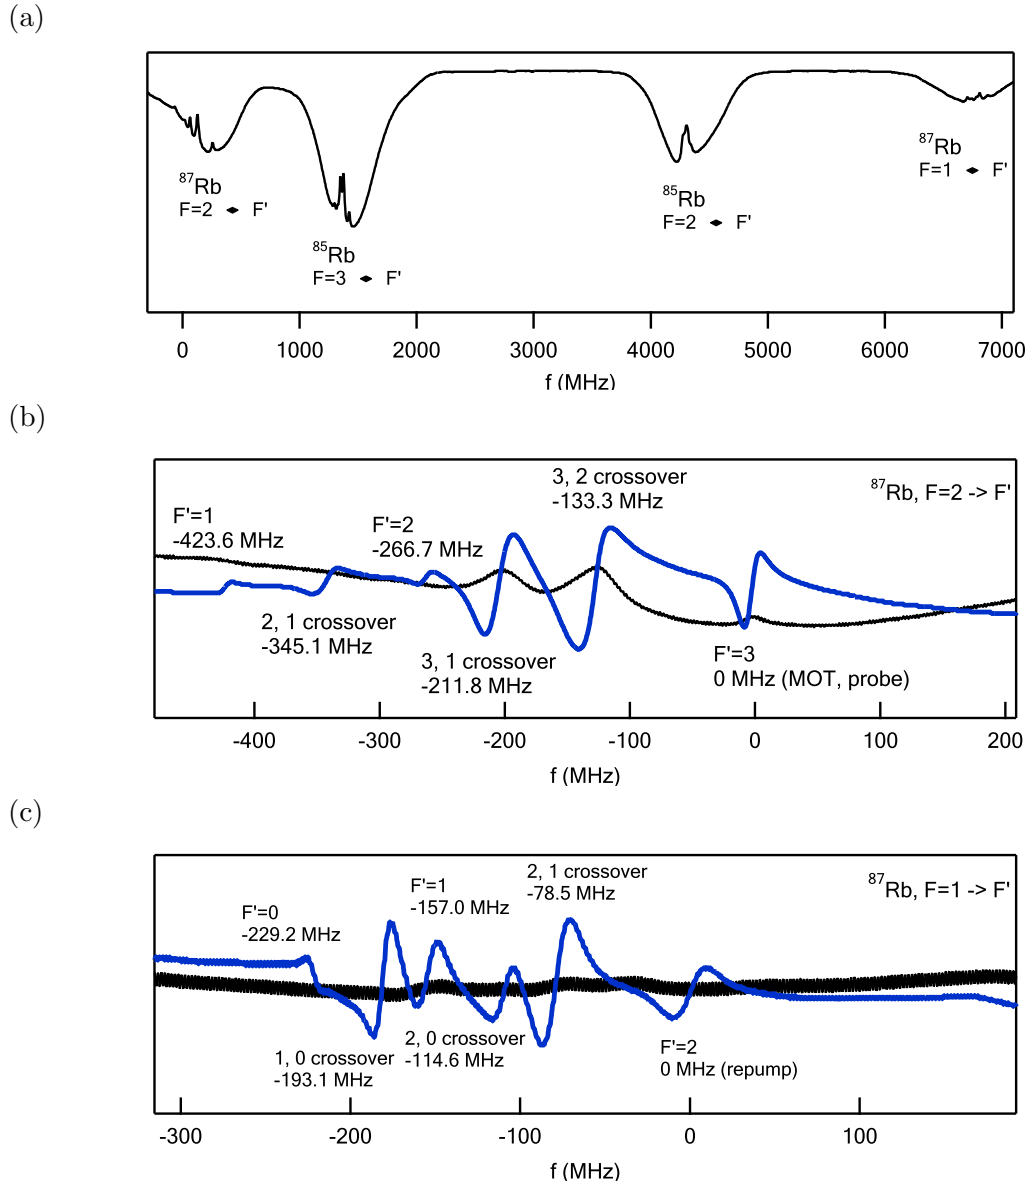 (a)
⁸⁷Rb
F=2 ◆ F'
⁸⁵Rb
F=3 ◆ F'
⁸⁵Rb
F=2 ◆ F'
⁸⁷Rb
F=1 ◆ F'
0 1000 2000 3000 4000 5000 6000 7000
f (MHz)
(b)
3, 2 crossover
-133.3 MHz
⁸⁷Rb, F=2 -> F'
F'=1
-423.6 MHz
F'=2
-266.7 MHz
2, 1 crossover
-345.1 MHz
3, 1 crossover
-211.8 MHz
F'=3
0 MHz (MOT, probe)
-400 -300 -200 -100 0 100 200
f (MHz)
(c)
2, 1 crossover
-78.5 MHz
⁸⁷Rb, F=1 -> F'
F'=1
-157.0 MHz
F'=0
-229.2 MHz
1, 0 crossover
-193.1 MHz
2, 0 crossover
-114.6 MHz
F'=2
0 MHz (repump)
-300 -200 -100 0 100
f (MHz)